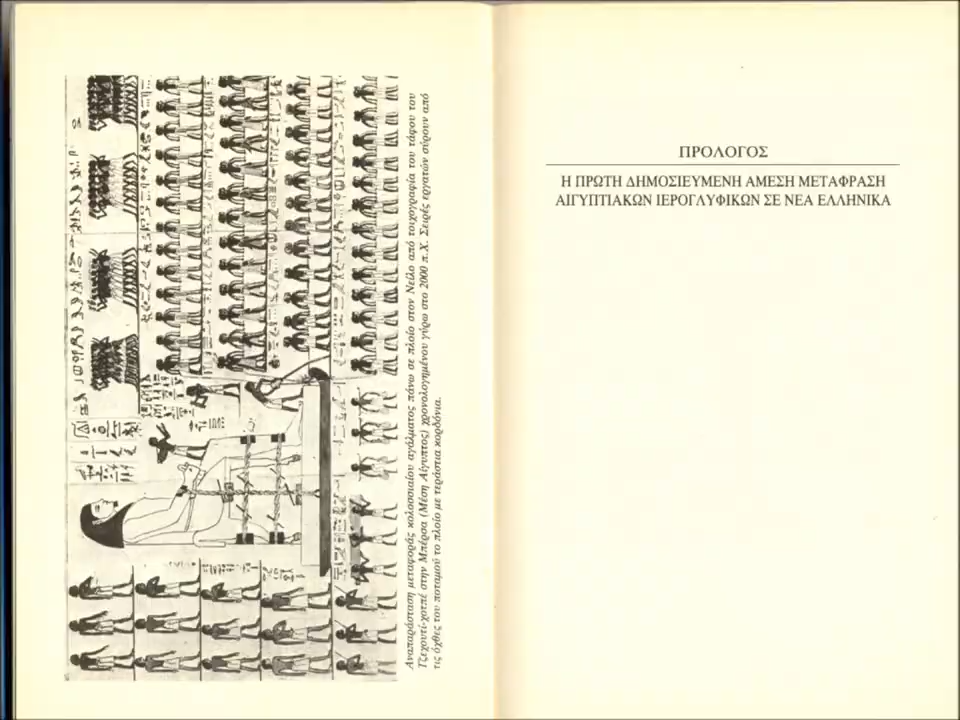 Αναπαράσταση μεταφοράς κολοσσιαίου αγάλματος πάνω σε πλοίο στον Νείλο από τοιχογραφία του τάφου του
Τζεχουτί-χοτπέ στην Μπέρσα (Μέση Αίγυπτος) χρονολογημένου γύρω στο 2000 π.Χ. Σειρές εργατών σύρουν από
τις όχθες του ποταμού το πλοίο με τεράστια κορδόνια.
ΠΡΟΛΟΓΟΣ
Η ΠΡΩΤΗ ΔΗΜΟΣΙΕΥΜΕΝΗ ΑΜΕΣΗ ΜΕΤΑΦΡΑΣΗ
ΑΙΓΥΠΤΙΑΚΩΝ ΙΕΡΟΓΛΥΦΙΚΩΝ ΣΕ ΝΕΑ ΕΛΛΗΝΙΚΑ